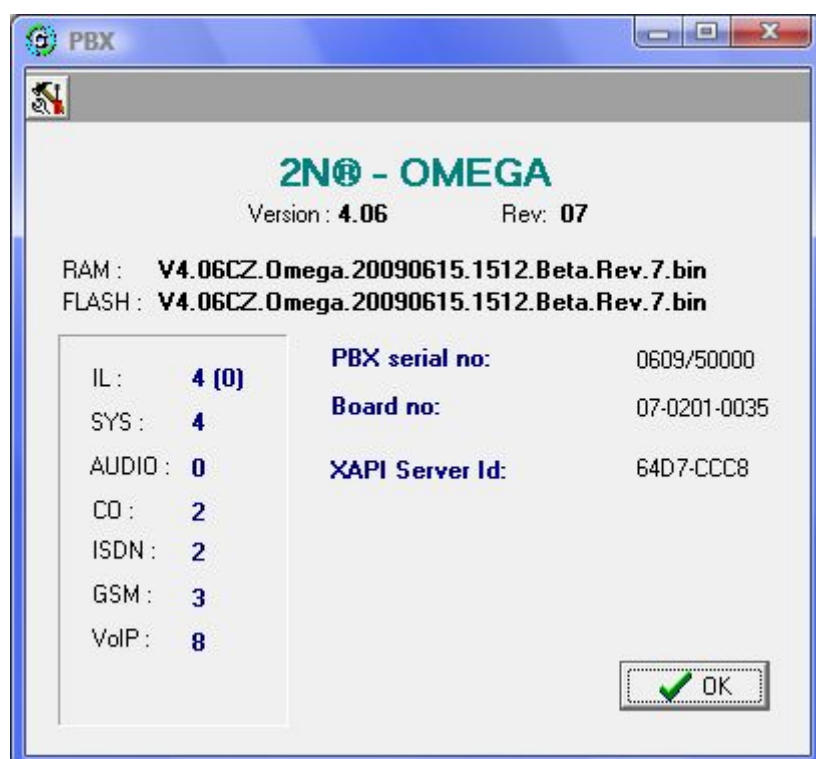 PBX
2N® - OMEGA
Version : 4.06 Rev: 07
RAM : V4.06CZ.Omega.20090615.1512.Beta.Rev.7.bin
FLASH : V4.06CZ.Omega.20090615.1512.Beta.Rev.7.bin
IL : 4 (0)
SYS : 4
AUDIO : 0
CO : 2
ISDN : 2
GSM : 3
VoIP : 8
PBX serial no: 0609/50000
Board no: 07-0201-0035
XAPI Server Id: 64D7-CCC8
OK